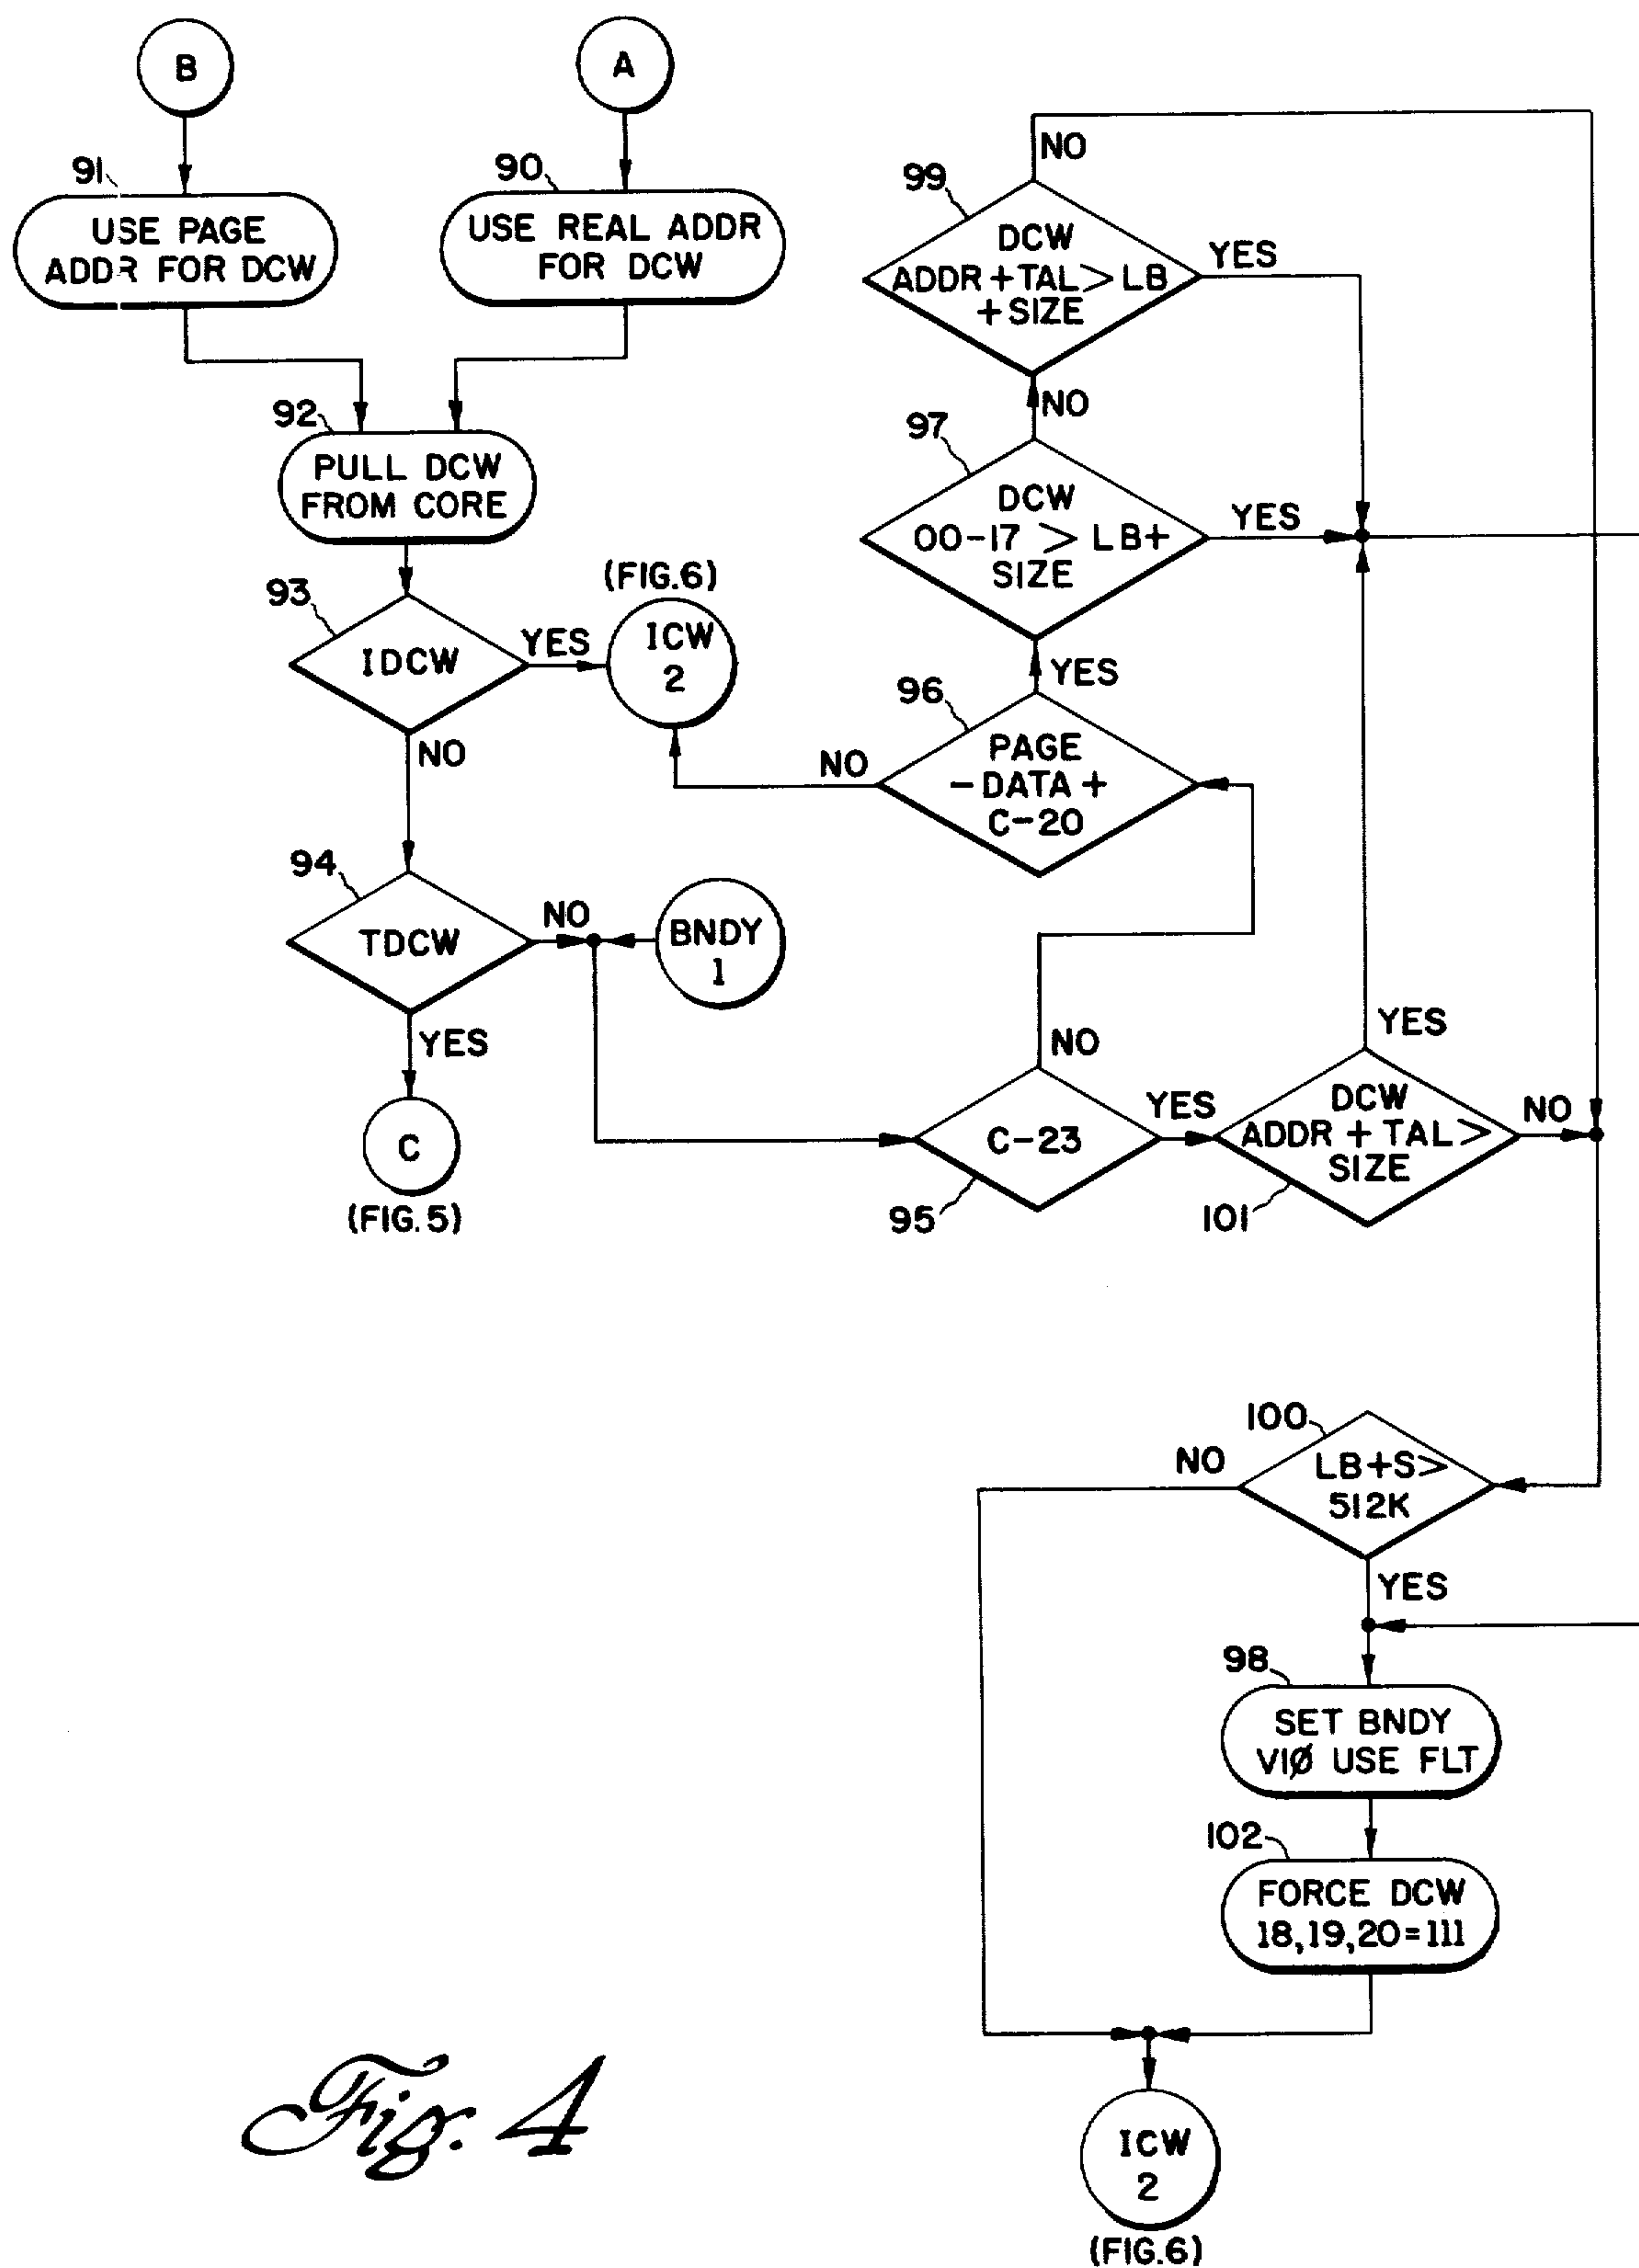 B
A
91
USE PAGE
ADDR FOR DCW
90
USE REAL ADDR
FOR DCW
92
PULL DCW
FROM CORE
93
IDCW
YES
(FIG.6)
ICW
2
NO
94
TDCW
NO
BNDY
1
YES
C
(FIG.5)
NO
99
DCW
ADDR+TAL>LB
+SIZE
YES
NO
97
DCW
00-17 > LB+
SIZE
YES
YES
96
PAGE
-DATA+
C-20
NO
NO
C-23
95
YES
YES
DCW
ADDR + TAL>
SIZE
101
NO
100
LB+S>
512K
NO
YES
98
SET BNDY
VIØ USE FLT
102
FORCE DCW
18,19,20=111
ICW
2
(FIG.6)
Fig. 4